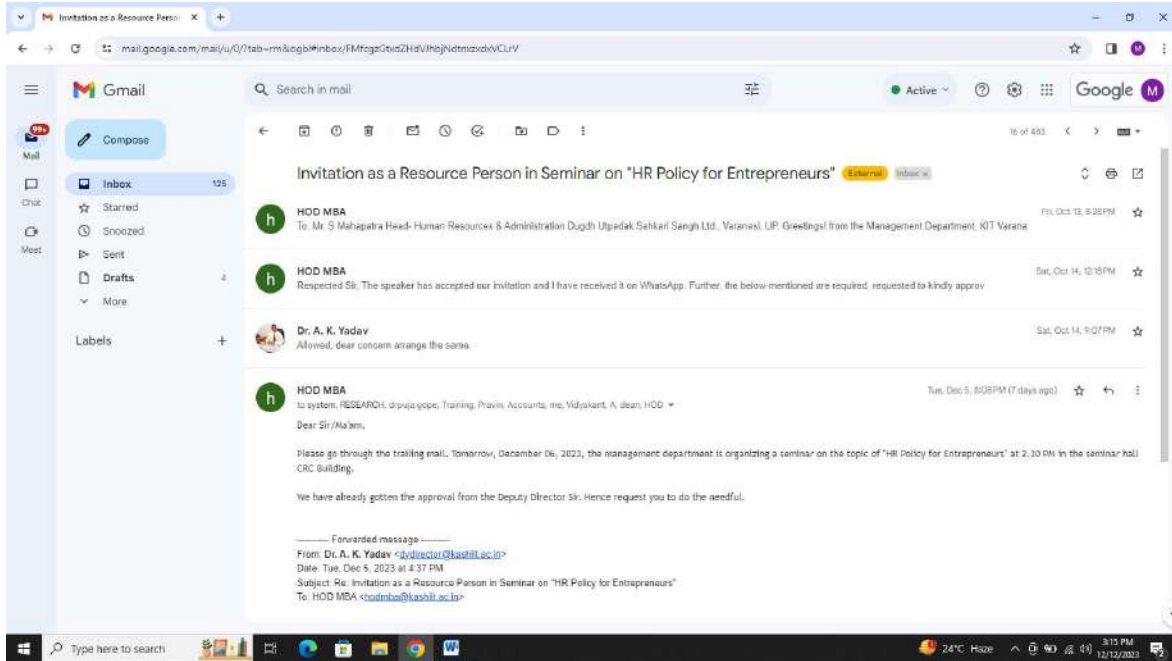 Invitation as a Resource Perso
mail.google.com/mail/u/0/?tab=rm&ogbl#inbox/
Gmail
Search in mail
Active
Google
M
99+
Mail
Compose
16 of 483
Chat
Inbox 125
Invitation as a Resource Person in Seminar on "HR Policy for Entrepreneurs" External Inbox x
Meet
Starred
Snoozed
Sent
Drafts 4
More
Labels +
h
HOD MBA Fri, Oct 13, 8:28 PM
To, Mr. S Mahapatra Head- Human Resources & Administration Dugdh Utpadak Sahkari Sangh Ltd., Varanasi, UP. Greetings! from the Management Department, KIT Varana
h
HOD MBA Sat, Oct 14, 12:18 PM
Respected Sir, The speaker has accepted our invitation and I have received it on WhatsApp. Further, the below-mentioned are required, requested to kindly approv
Dr. A. K. Yadav Sat, Oct 14, 9:07 PM
Allowed, dear concern arrange the same.
h
HOD MBA Tue, Dec 5, 8:08 PM (7 days ago)
to system, RESEARCH, drpuja.gope, Training, Pravin, Accounts, me, Vidyakant, A, dean, HOD
Dear Sir/Ma'am,
Please go through the trailing mail. Tomorrow, December 06, 2023, the management department is organizing a seminar on the topic of "HR Policy for Entrepreneurs" at 2.30 PM in the seminar hall
CRC Building.
We have already gotten the approval from the Deputy Director Sir. Hence request you to do the needful.
---------- Forwarded message ----------
From: Dr. A. K. Yadav <dydirector@kashiit.ac.in>
Date: Tue, Dec 5, 2023 at 4:37 PM
Subject: Re: Invitation as a Resource Person in Seminar on "HR Policy for Entrepreneurs"
To: HOD MBA <hodmba@kashiit.ac.in>
Type here to search
24°C Haze
3:15 PM
12/12/2023